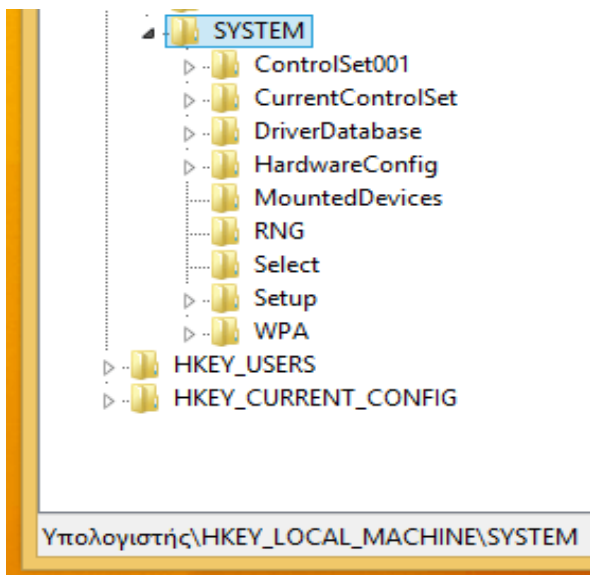 SYSTEM
ControlSet001
CurrentControlSet
DriverDatabase
HardwareConfig
MountedDevices
RNG
Select
Setup
WPA
HKEY_USERS
HKEY_CURRENT_CONFIG
Υπολογιστής\HKEY_LOCAL_MACHINE\SYSTEM